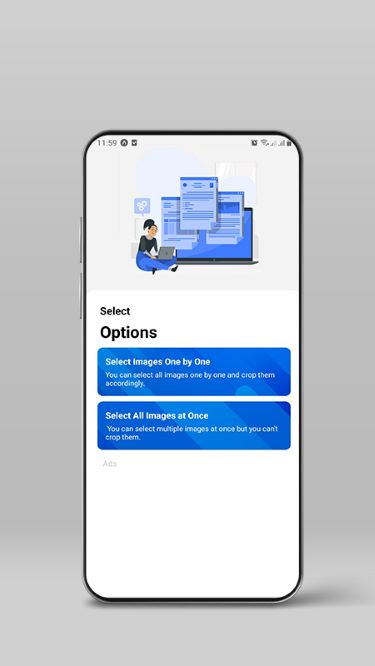 11:59
Select
Options
Select Images One by One
You can select all images one by one and crop them
accordingly.
Select All Images at Once
You can select multiple images at once but you can't
crop them.
Ads